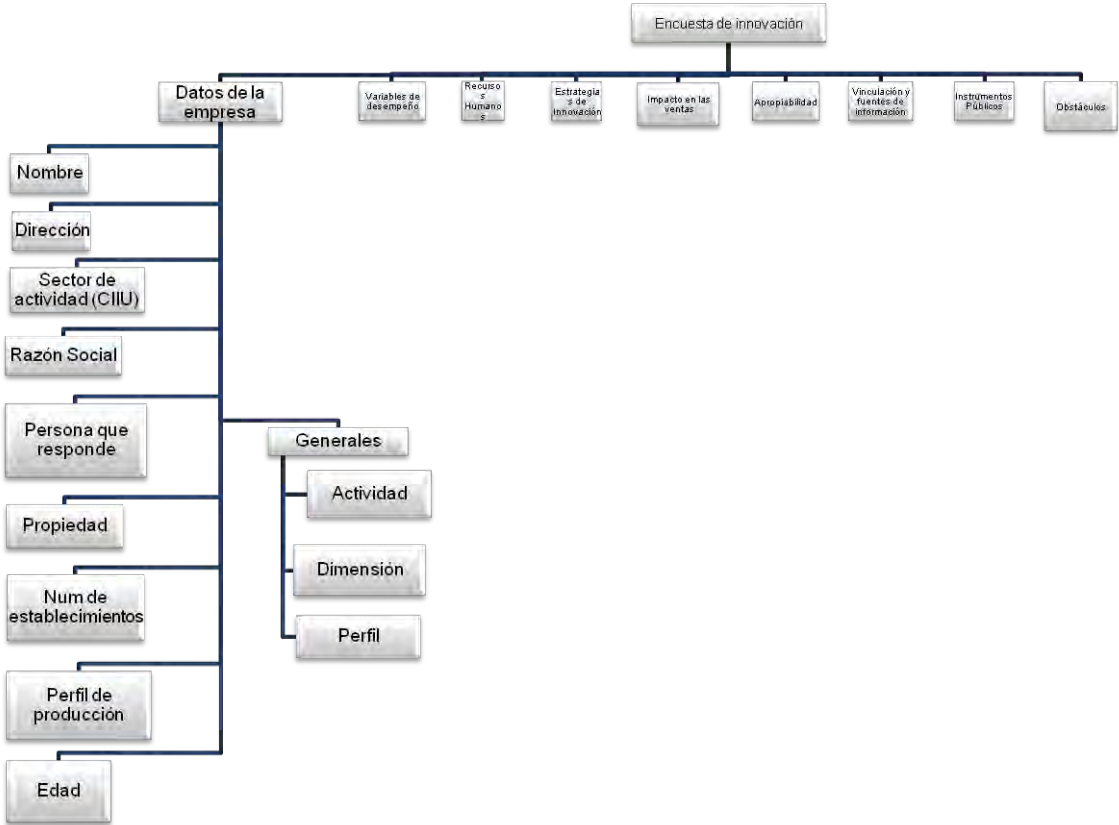 Encuesta de innovación
Datos de la
empresa
Variables de
desempeño
Recurso
s
Humano
s
Estrategia
s de
innovación
Impacto en las
ventas
Apropiabilidad
Vinculación y
fuentes de
información
Instrumentos
Públicos
Obstáculos
Nombre
Dirección
Sector de
actividad (CIIU)
Razón Social
Persona que
responde
Generales
Actividad
Propiedad
Dimensión
Num de
establecimientos
Perfil
Perfil de
producción
Edad